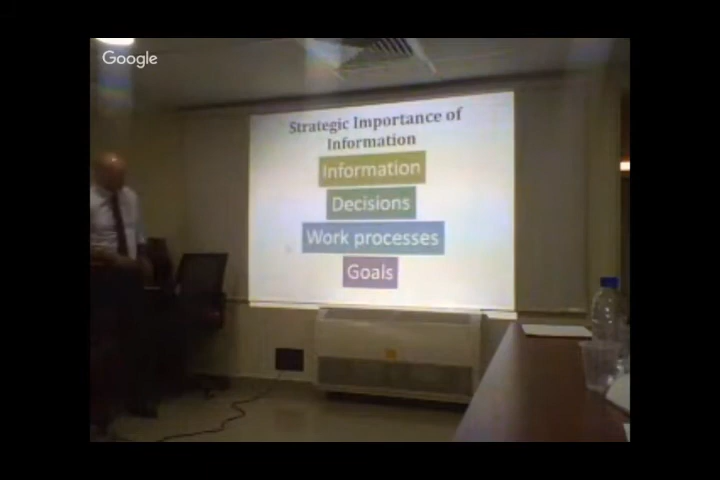 Google
Strategic Importance of
Information
Information
Decisions
Work processes
Goals